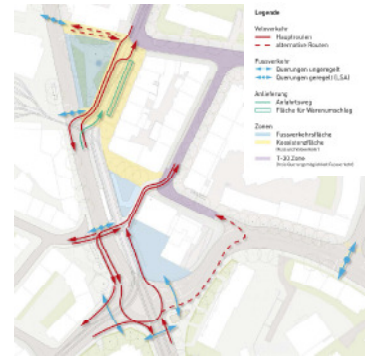 Legende
Veloverkehr
Hauptrouten
alternative Routen
Fussverkehr
Querungen ungeregelt
Querungen geregelt (LSA)
Anlieferung
Anfahrtsweg
Fläche für Warenumschlag
Zonen
Fussverkehrsfläche
Koexistenzfläche
T-30 Zone